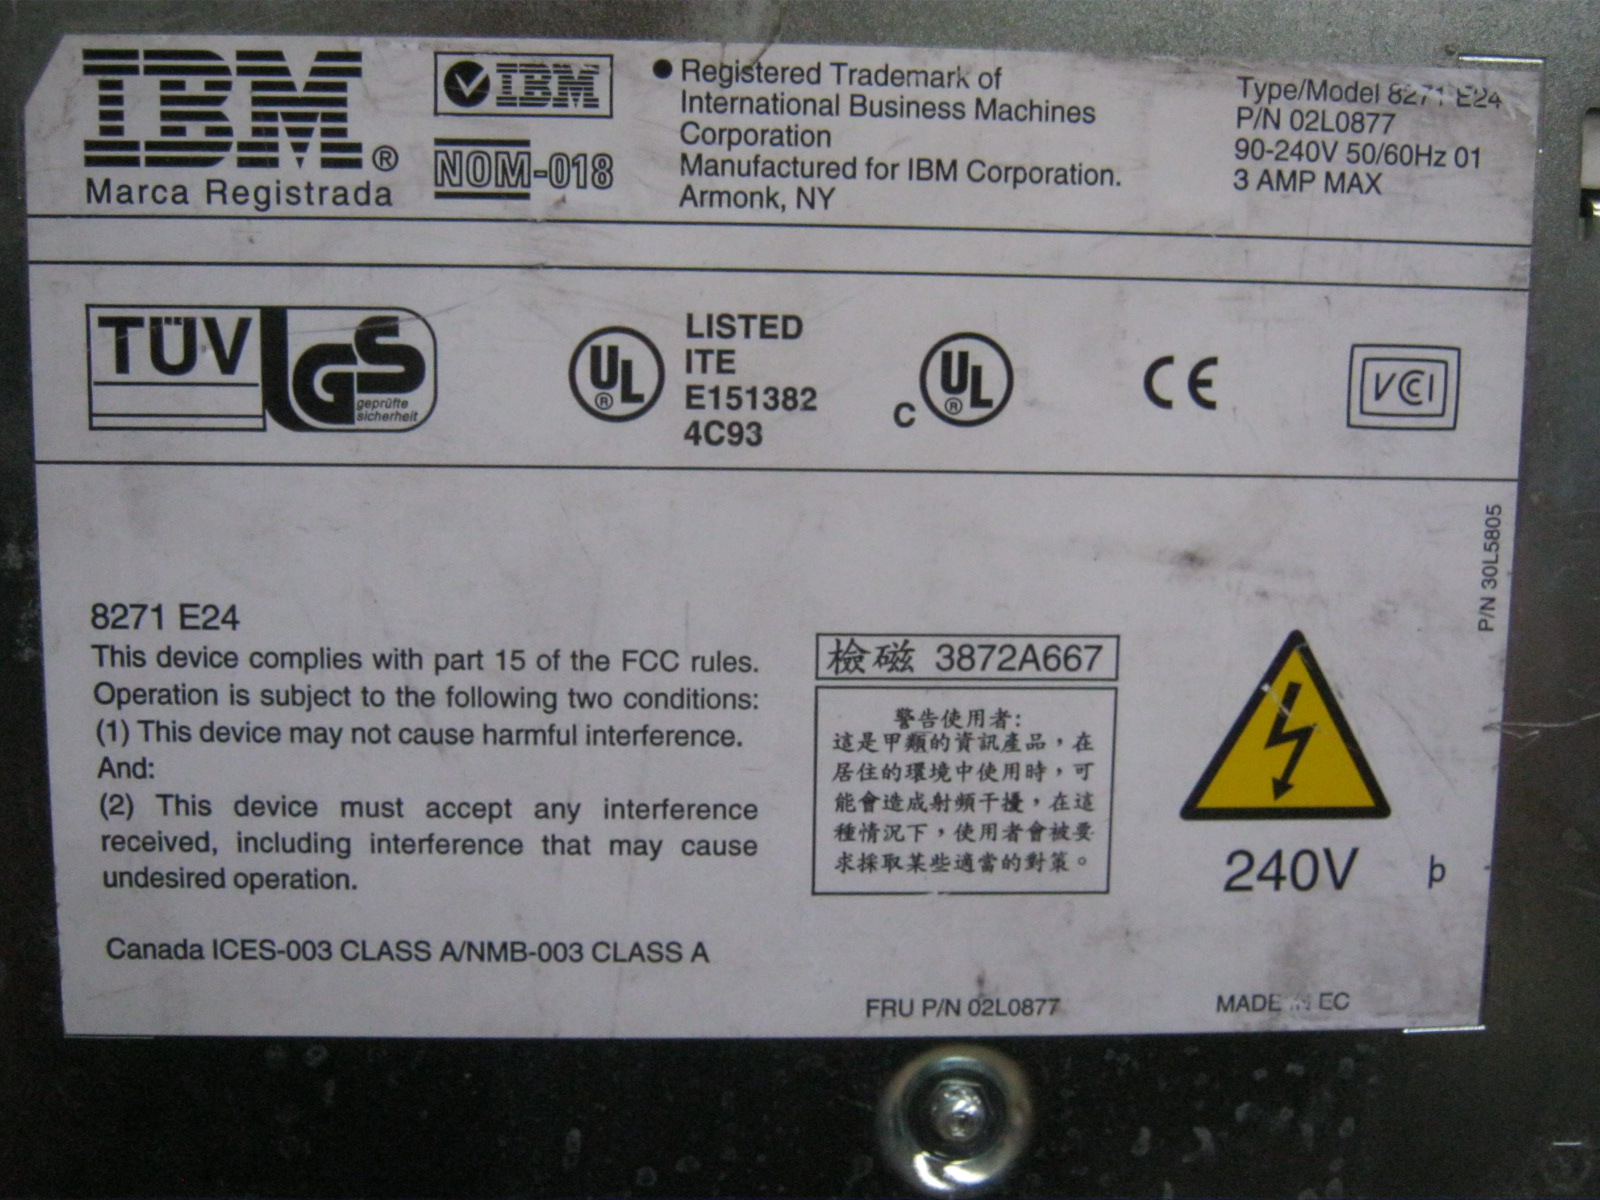 IBM®
Marca Registrada
IBM
NOM-018
● Registered Trademark of
International Business Machines
Corporation
Manufactured for IBM Corporation.
Armonk, NY
Type/Model 8271 E24
P/N 02L0877
90-240V 50/60Hz 01
3 AMP MAX
TÜV
GS
geprüfte
sicherheit
UL®
LISTED
ITE
E151382
4C93
C UL®
CE
VCCI
P/N 30L5805
8271 E24
This device complies with part 15 of the FCC rules.
Operation is subject to the following two conditions:
(1) This device may not cause harmful interference.
And:
(2) This device must accept any interference
received, including interference that may cause
undesired operation.
Canada ICES-003 CLASS A/NMB-003 CLASS A
檢磁 3872A667
警告使用者:
這是甲類的資訊產品，在
居住的環境中使用時，可
能會造成射頻干擾，在這
種情況下，使用者會被要
求採取某些適當的對策。
240V þ
FRU P/N 02L0877
MADE IN EC